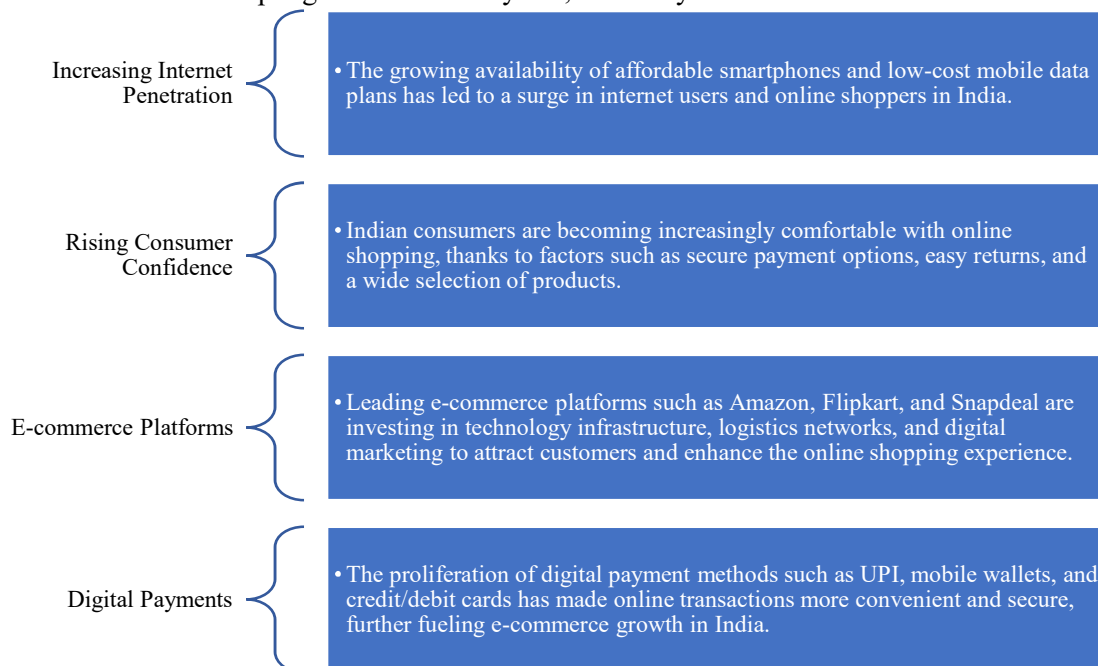 Increasing Internet
Penetration
• The growing availability of affordable smartphones and low-cost mobile data
plans has led to a surge in internet users and online shoppers in India.
Rising Consumer
Confidence
• Indian consumers are becoming increasingly comfortable with online
shopping, thanks to factors such as secure payment options, easy returns, and
a wide selection of products.
E-commerce Platforms
• Leading e-commerce platforms such as Amazon, Flipkart, and Snapdeal are
investing in technology infrastructure, logistics networks, and digital
marketing to attract customers and enhance the online shopping experience.
Digital Payments
• The proliferation of digital payment methods such as UPI, mobile wallets, and
credit/debit cards has made online transactions more convenient and secure,
further fueling e-commerce growth in India.